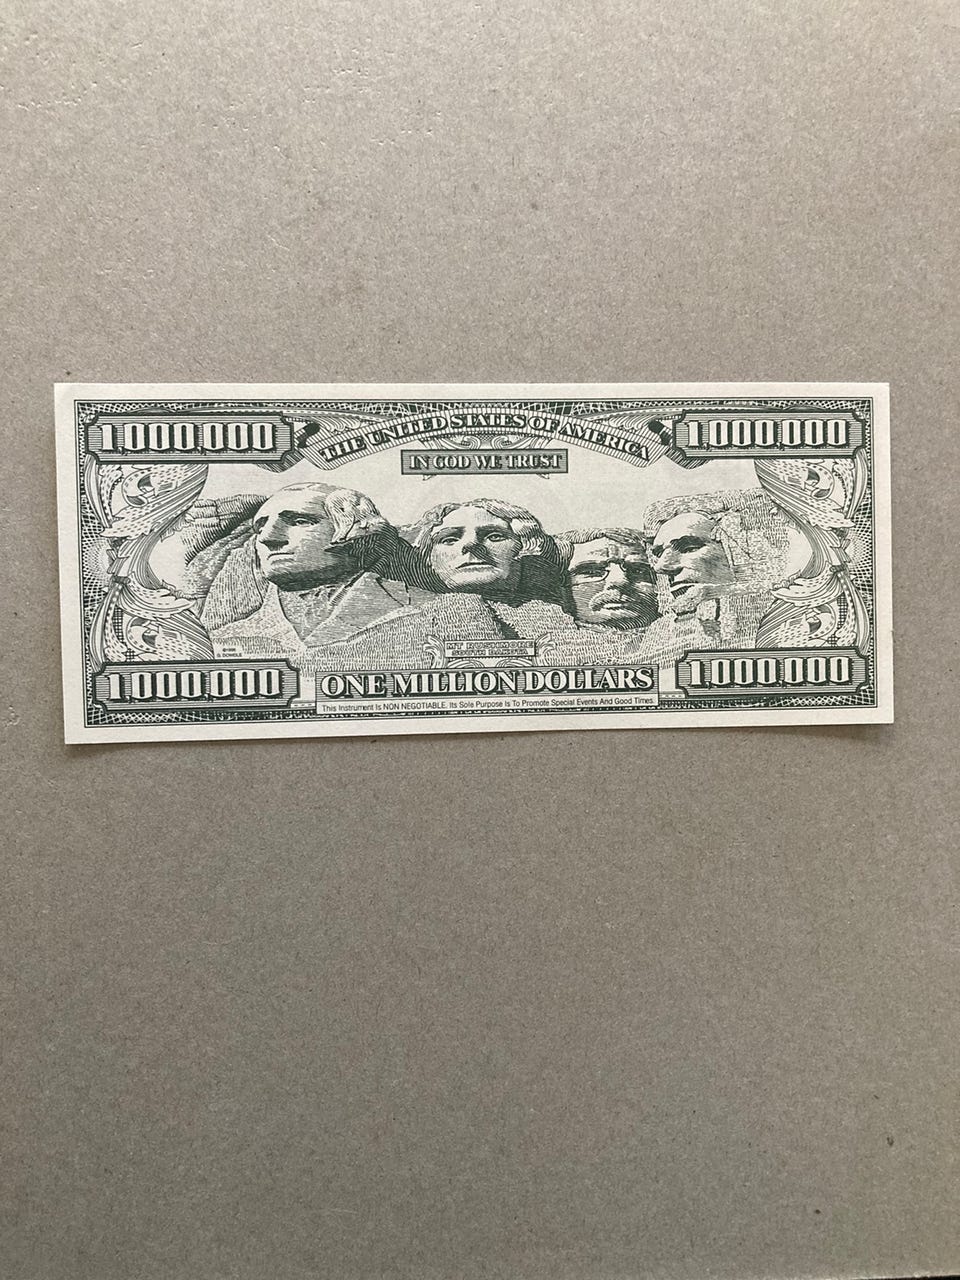 1,000,000
THE UNITED STATES OF AMERICA
1,000,000
IN GOD WE TRUST
MT RUSHMORE
SOUTH DAKOTA
1,000,000
ONE MILLION DOLLARS
1,000,000
This Instrument Is NON NEGOTIABLE. Its Sole Purpose Is To Promote Special Events And Good Times.